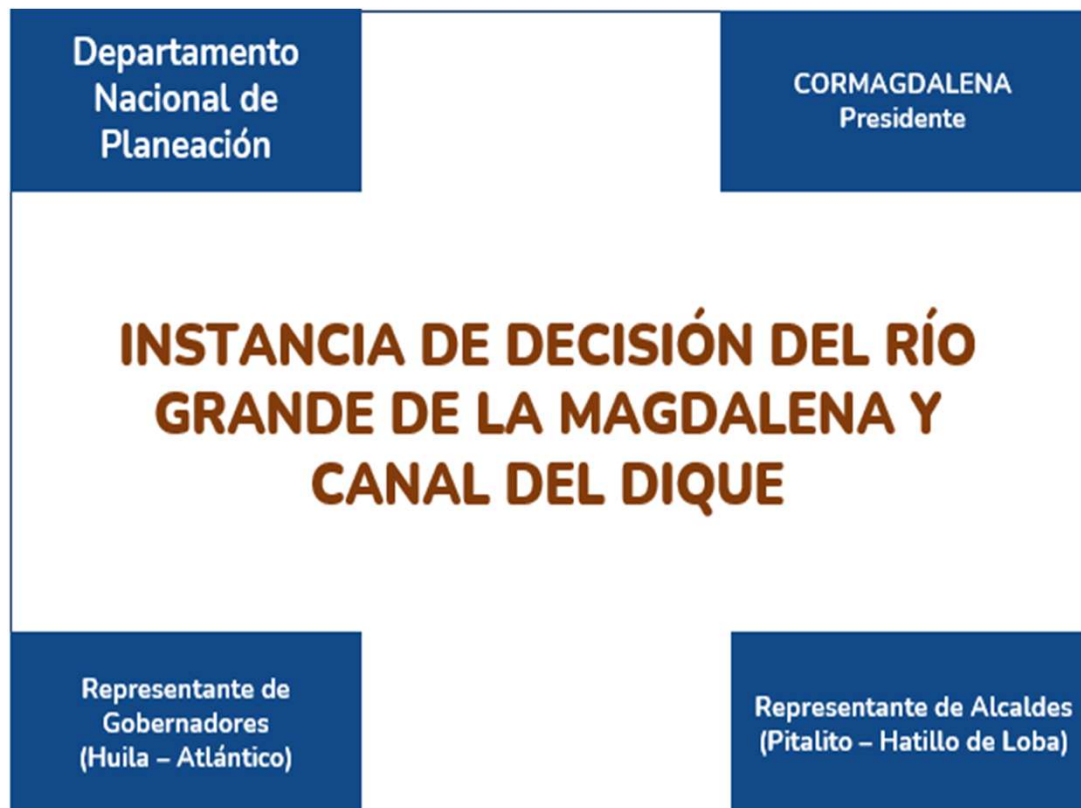 Departamento
Nacional de
Planeación
CORMAGDALENA
Presidente
INSTANCIA DE DECISIÓN DEL RÍO
GRANDE DE LA MAGDALENA Y
CANAL DEL DIQUE
Representante de
Gobernadores
(Huila – Atlántico)
Representante de Alcaldes
(Pitalito – Hatillo de Loba)